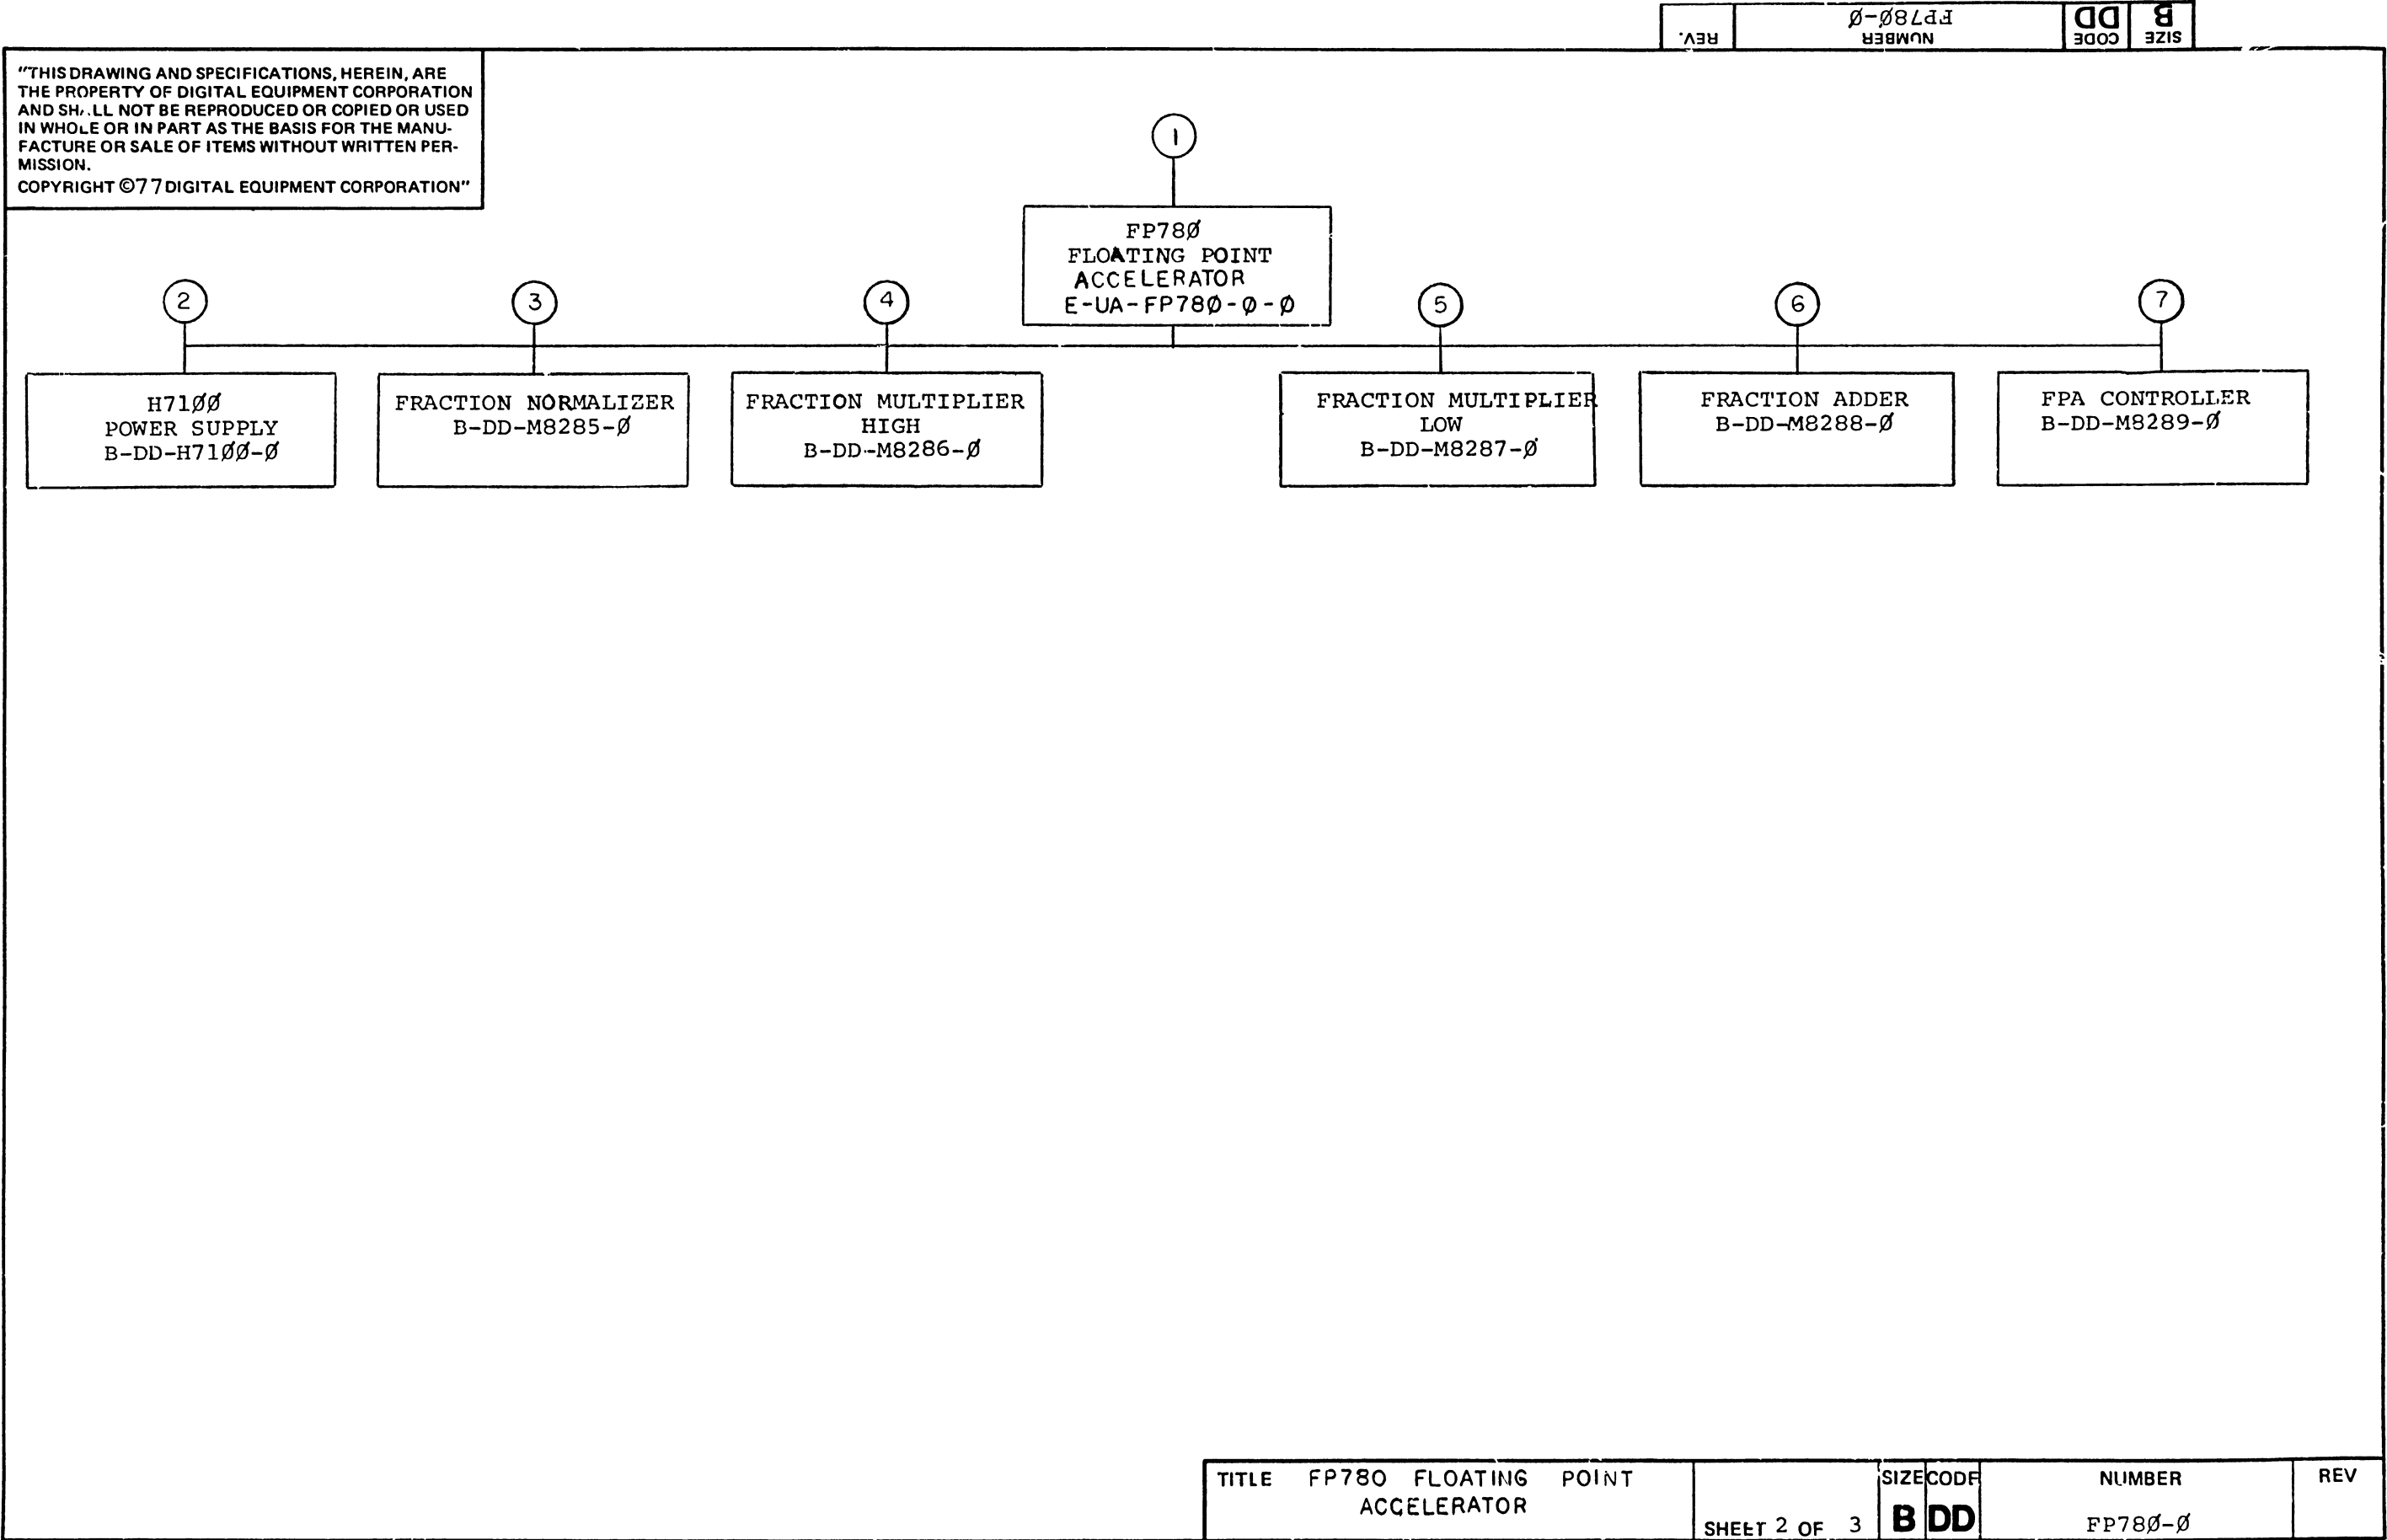 SIZE CODE NUMBER REV.
B DD FP78Ø-Ø
"THIS DRAWING AND SPECIFICATIONS, HEREIN, ARE
THE PROPERTY OF DIGITAL EQUIPMENT CORPORATION
AND SHALL NOT BE REPRODUCED OR COPIED OR USED
IN WHOLE OR IN PART AS THE BASIS FOR THE MANU-
FACTURE OR SALE OF ITEMS WITHOUT WRITTEN PER-
MISSION.
COPYRIGHT ©77 DIGITAL EQUIPMENT CORPORATION"
1
FP78Ø
FLOATING POINT
ACCELERATOR
E-UA-FP78Ø-Ø-Ø
2
H71ØØ
POWER SUPPLY
B-DD-H71ØØ-Ø
3
FRACTION NORMALIZER
B-DD-M8285-Ø
4
FRACTION MULTIPLIER
HIGH
B-DD-M8286-Ø
5
FRACTION MULTIPLIER
LOW
B-DD-M8287-Ø
6
FRACTION ADDER
B-DD-M8288-Ø
7
FPA CONTROLLER
B-DD-M8289-Ø
TITLE FP780 FLOATING POINT
ACCELERATOR
SHEET 2 OF 3
SIZE CODE NUMBER REV
B DD FP78Ø-Ø